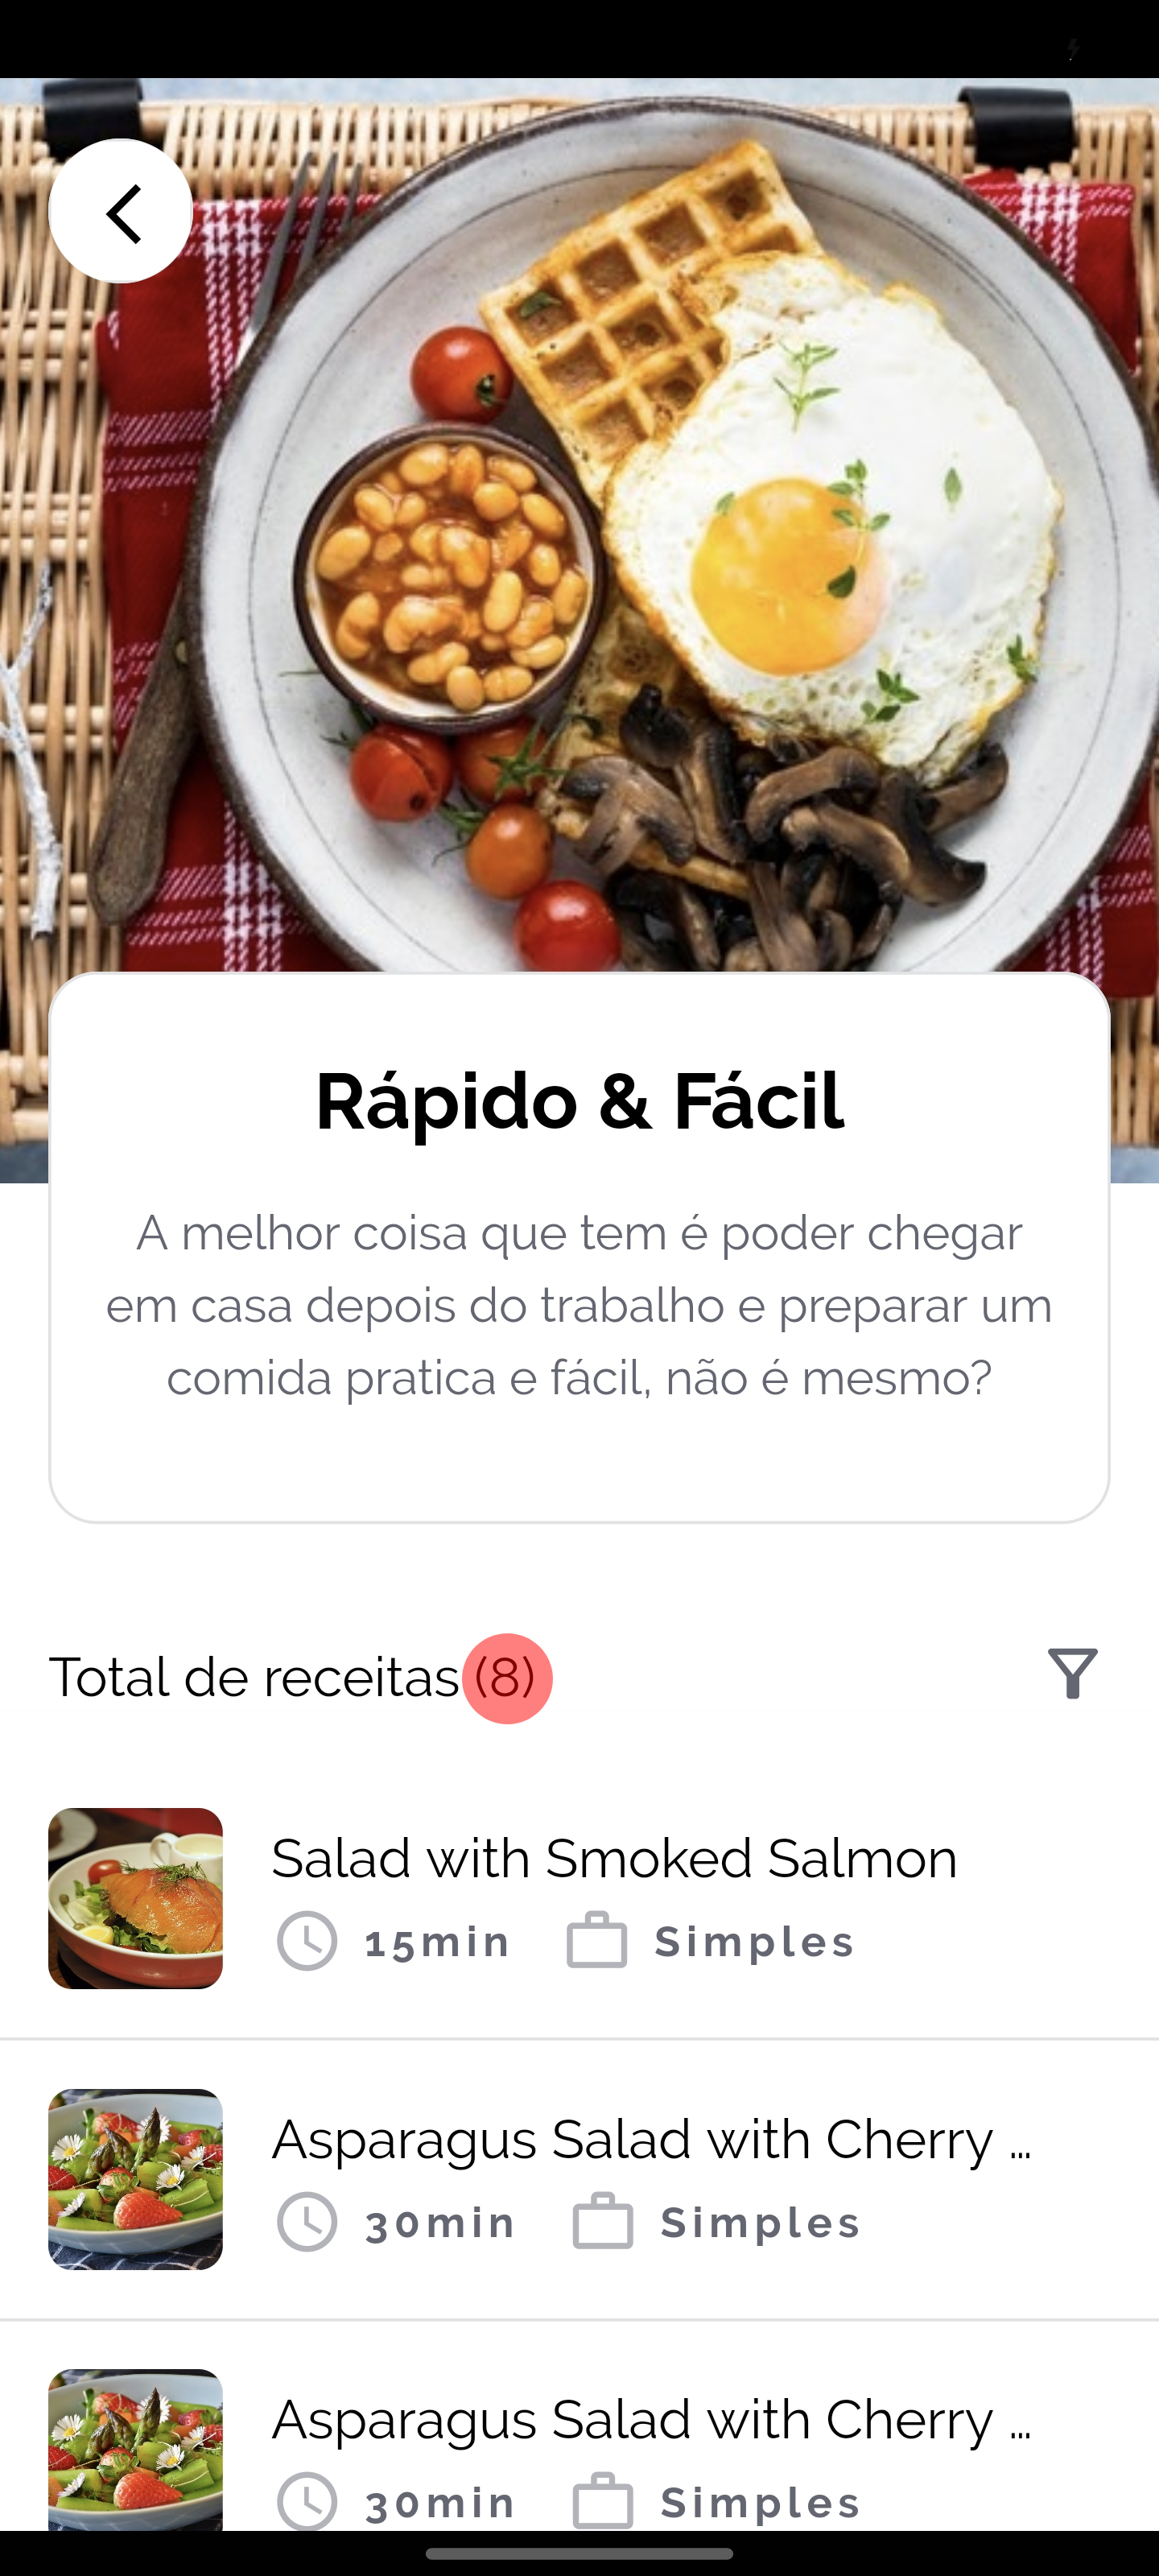 Rápido & Fácil
A melhor coisa que tem é poder chegar
em casa depois do trabalho e preparar um
comida pratica e fácil, não é mesmo?
Total de receitas (8)
Salad with Smoked Salmon
15min Simples
Asparagus Salad with Cherry ...
30min Simples
Asparagus Salad with Cherry ...
30min Simples